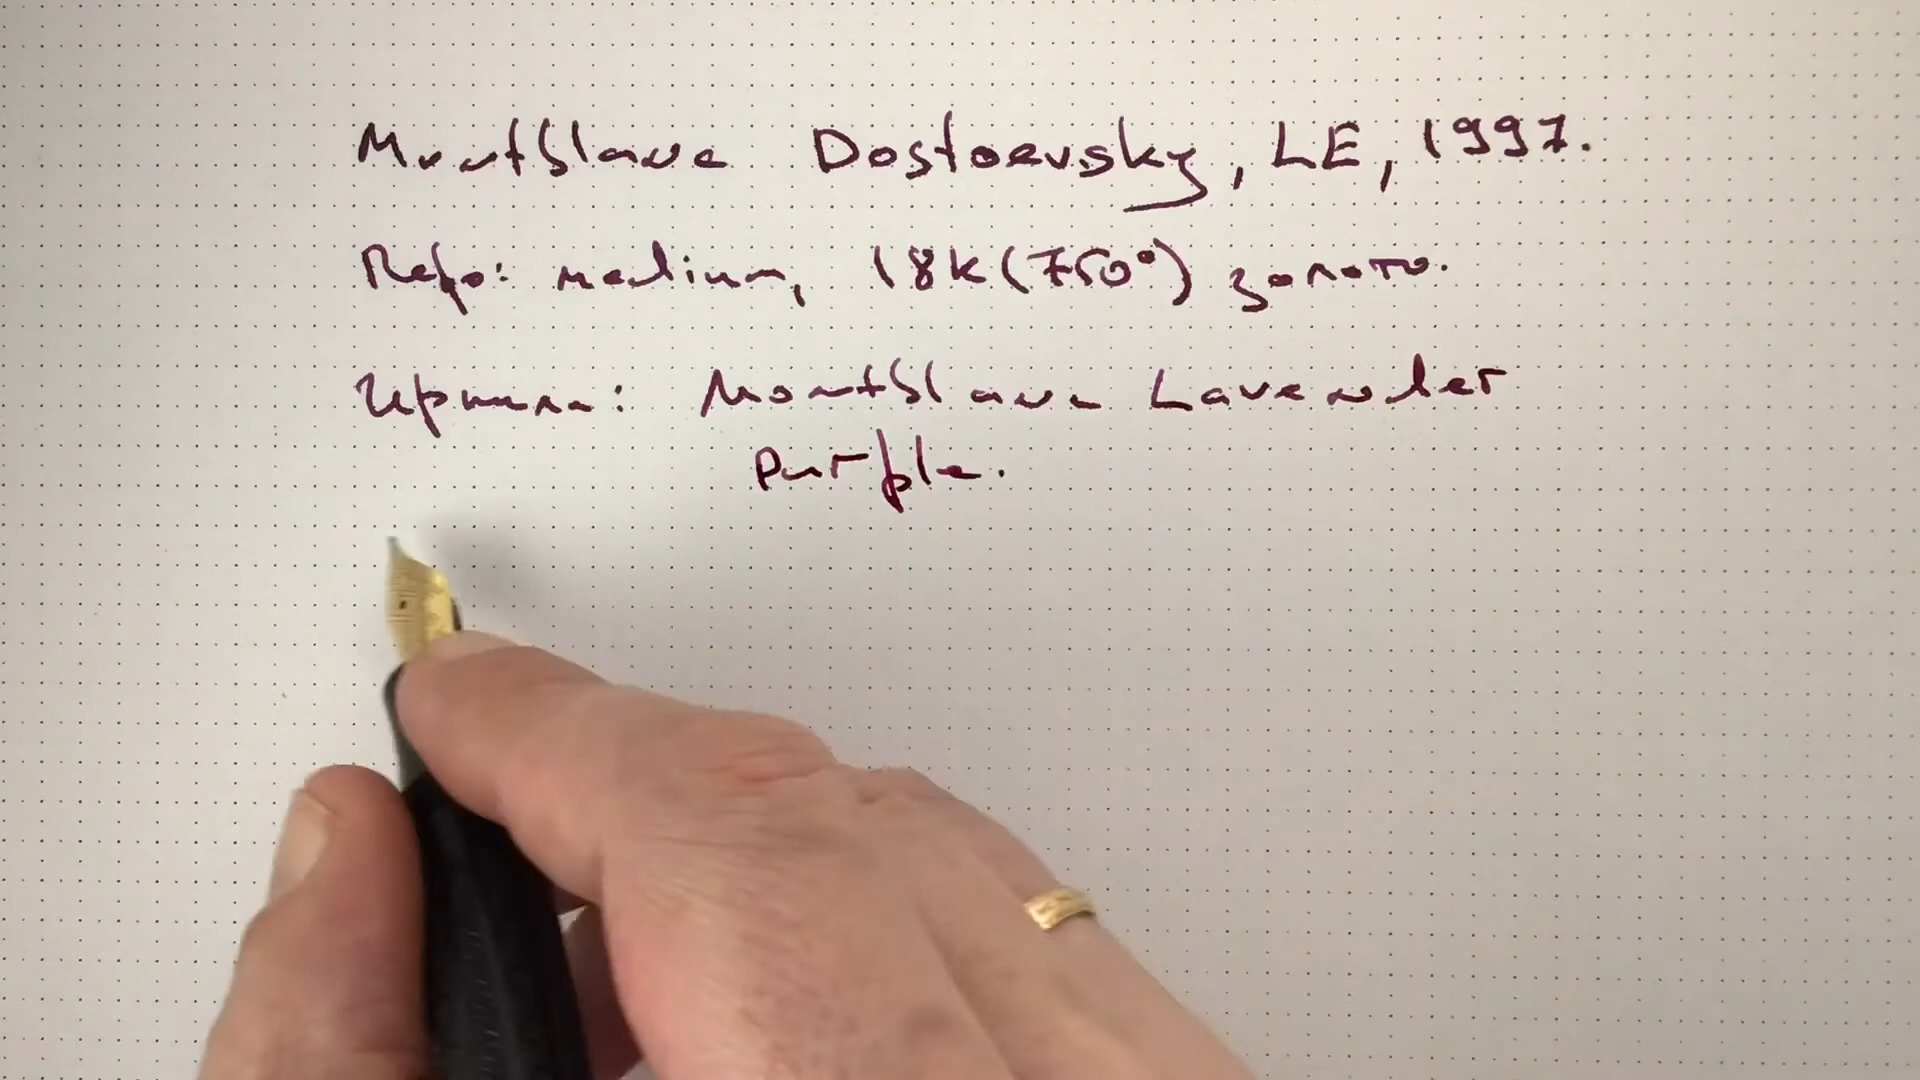 Montblanc Dostoevsky, LE, 1997.
Перо: medium, 18K (750°) золото.
Чернила: Montblanc Lavender
Purple.